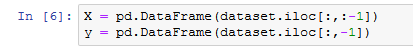 In [6]: X = pd.DataFrame(dataset.iloc[:,:-1])
y = pd.DataFrame(dataset.iloc[:,-1])